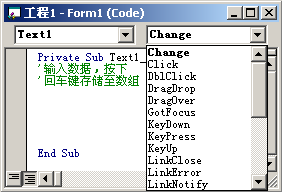 工程1 - Form1 (Code)
Text1
Change
Private Sub Text1_
'输入数据，按下
'回车键存储至数组
End Sub
Change
Click
DblClick
DragDrop
DragOver
GotFocus
KeyDown
KeyPress
KeyUp
LinkClose
LinkError
LinkNotify